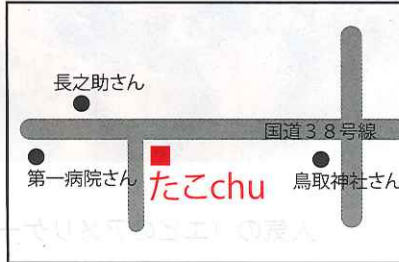 長之助さん
国道３８号線
第一病院さん
たこchu
鳥取神社さん